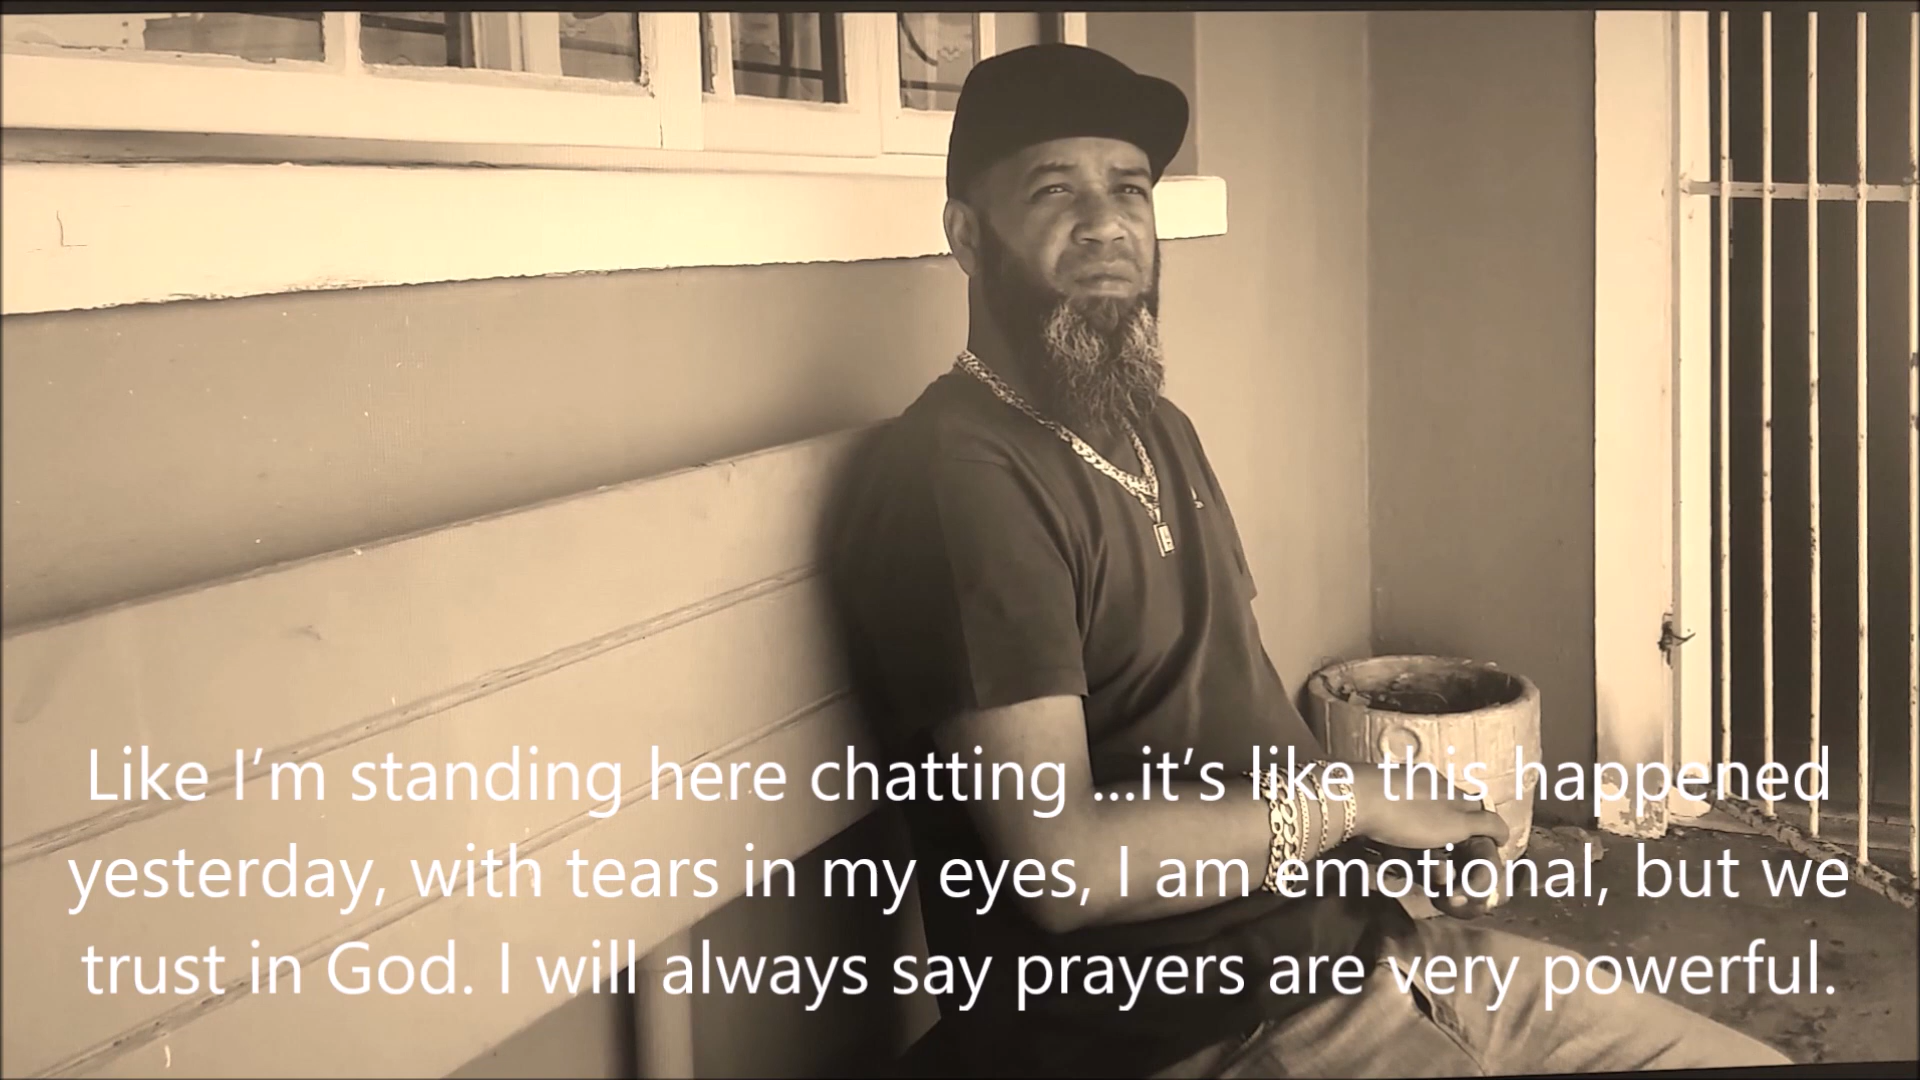 Like I’m standing here chatting ...it’s like this happened
yesterday, with tears in my eyes, I am emotional, but we
trust in God. I will always say prayers are very powerful.